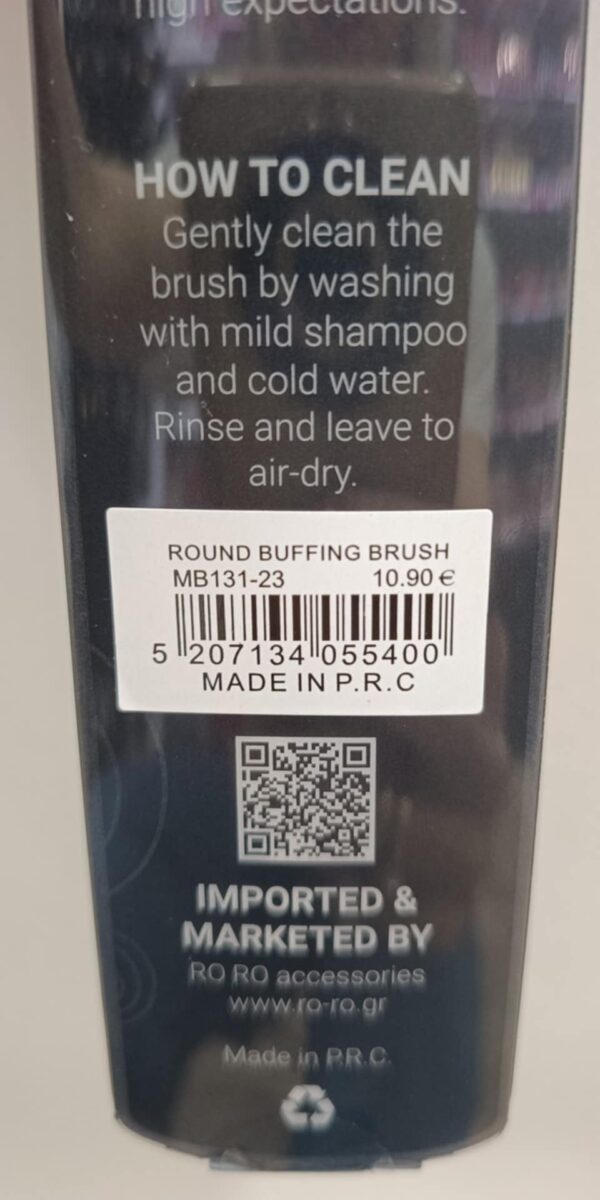 high expectations.
HOW TO CLEAN
Gently clean the
brush by washing
with mild shampoo
and cold water.
Rinse and leave to
air-dry.
ROUND BUFFING BRUSH
MB131-23 10.90 €
5 207134 055400
MADE IN P.R.C
IMPORTED &
MARKETED BY
RO RO accessories
www.ro-ro.gr
Made in P.R.C.